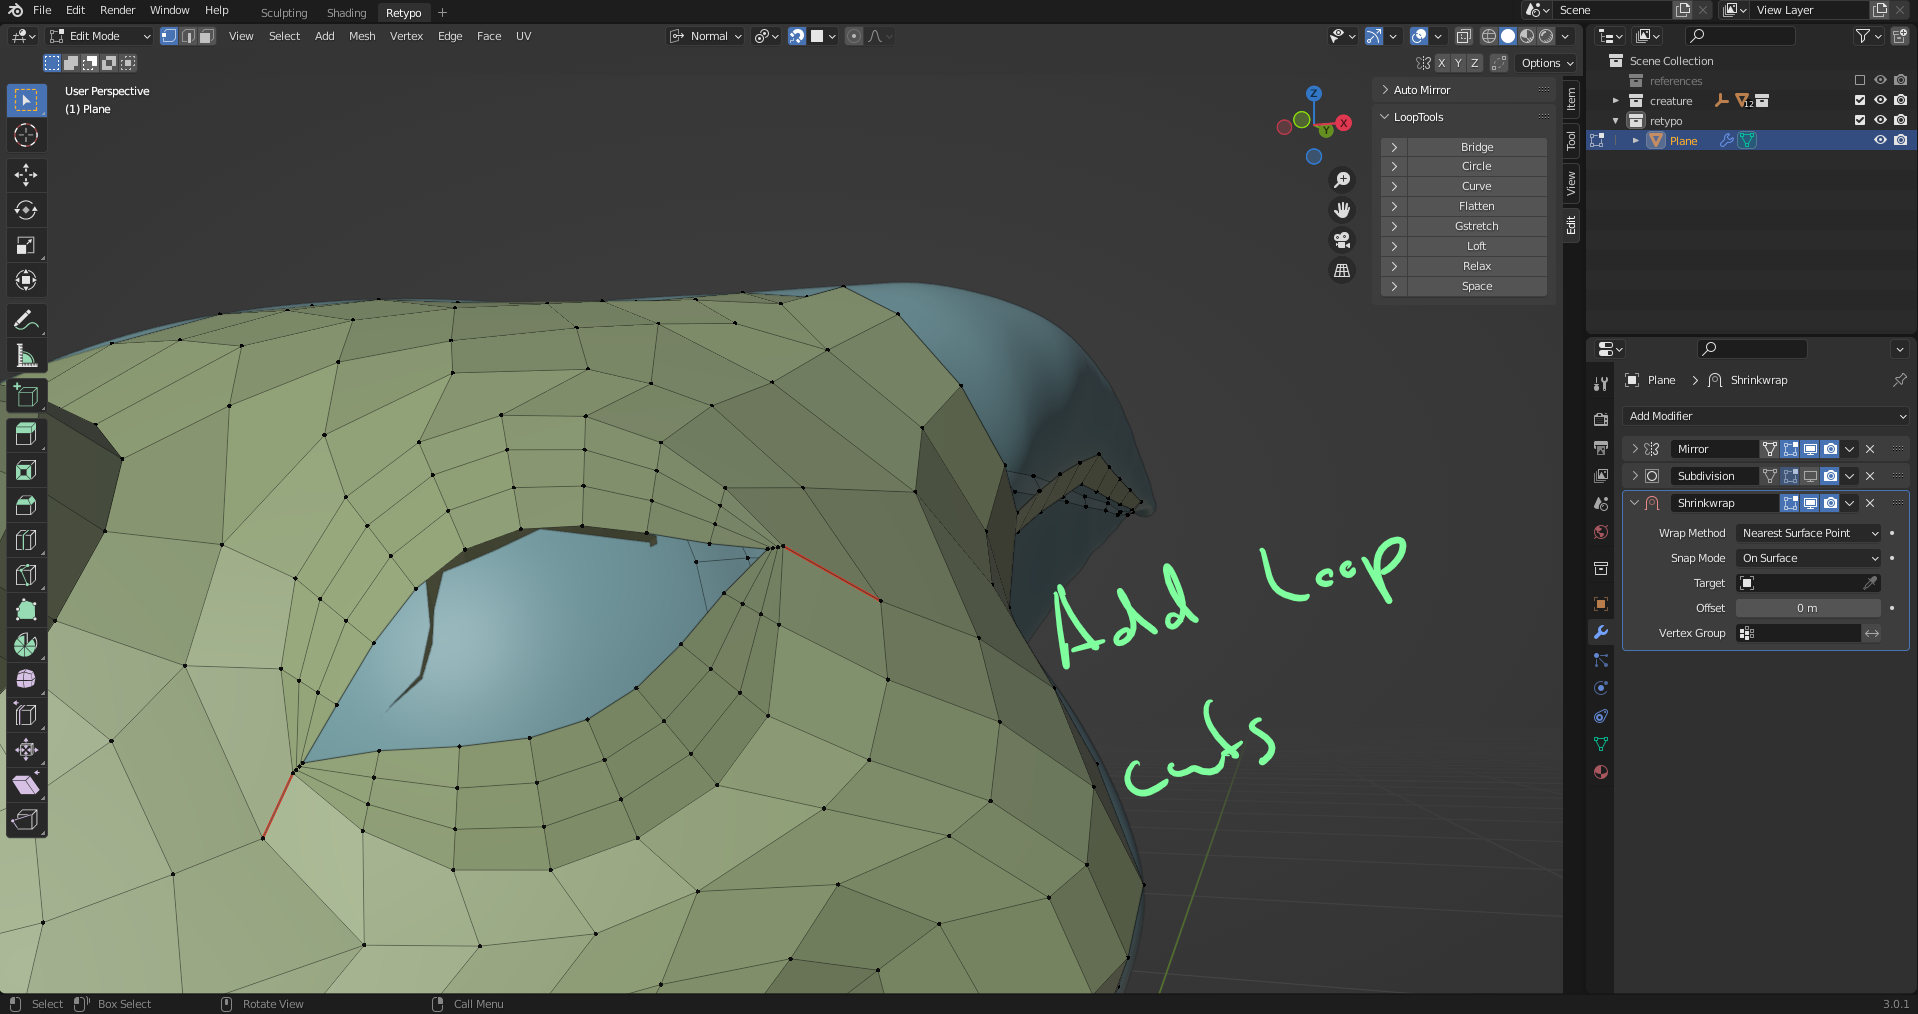 File Edit Render Window Help Sculpting Shading Retypo +
Scene
View Layer
Edit Mode View Select Add Mesh Vertex Edge Face UV
Normal
X Y Z Options
User Perspective
(1) Plane
Z
X
Y
Auto Mirror
LoopTools
Bridge
Circle
Curve
Flatten
Gstretch
Loft
Relax
Space
Item
Tool
View
Edit
Add Loop
cuts
Scene Collection
references
creature 12
retypo
Plane
Plane > Shrinkwrap
Add Modifier
Mirror
Subdivision
Shrinkwrap
Wrap Method Nearest Surface Point
Snap Mode On Surface
Target
Offset 0 m
Vertex Group
Select Box Select Rotate View Call Menu
3.0.1